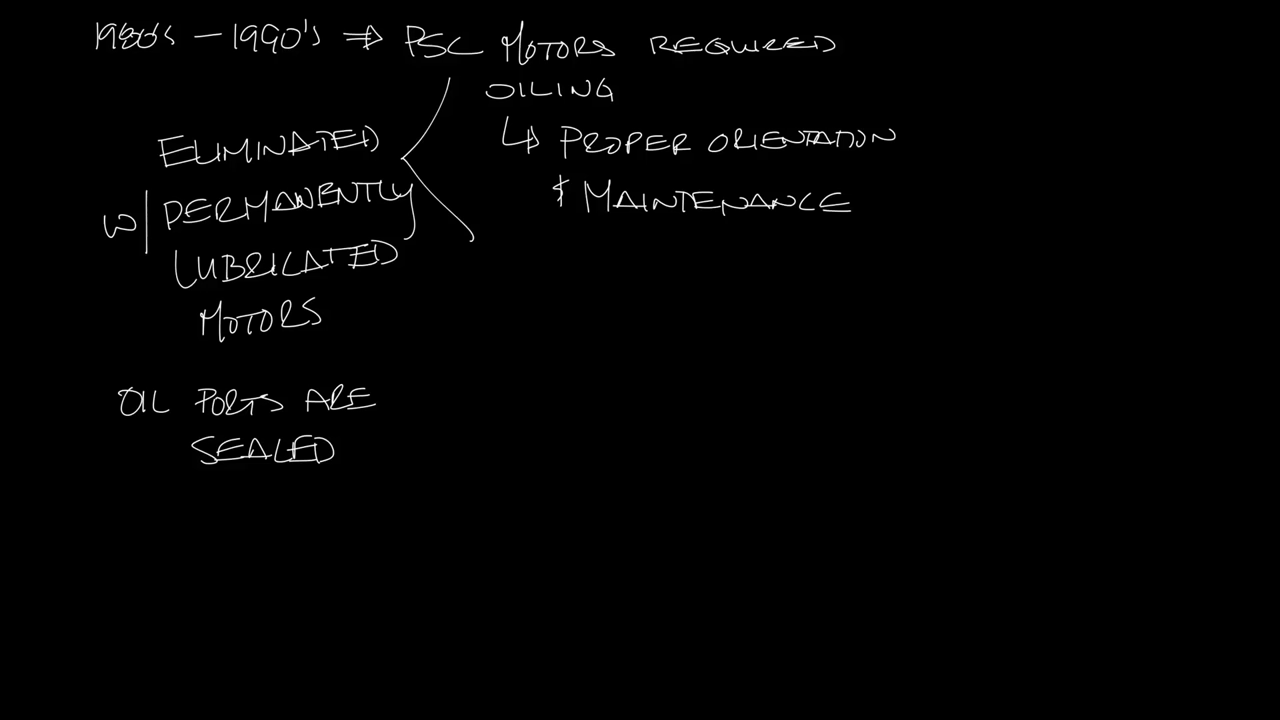 1980's - 1990's ⇒ PSC MOTORS REQUIRED
OILING
↳ PROPER ORIENTATION
& MAINTENANCE
ELIMINATED
W/ PERMANENTLY
LUBRICATED
MOTORS
OIL PORTS ARE
SEALED